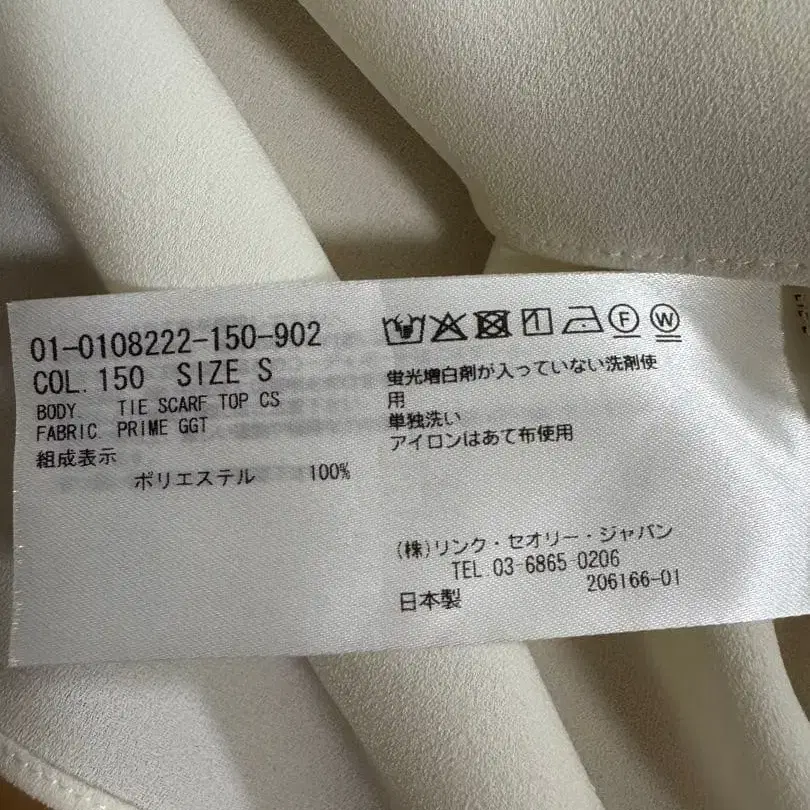 01-0108222-150-902
COL. 150 SIZE S
BODY. TIE SCARF TOP CS
FABRIC. PRIME GGT
組成表示
ポリエステル 100%
F W
蛍光増白剤が入っていない洗剤使
用
単独洗い
アイロンはあて布使用
(株)リンク・セオリー・ジャパン
TEL.03-6865-0206
206166-01
日本製